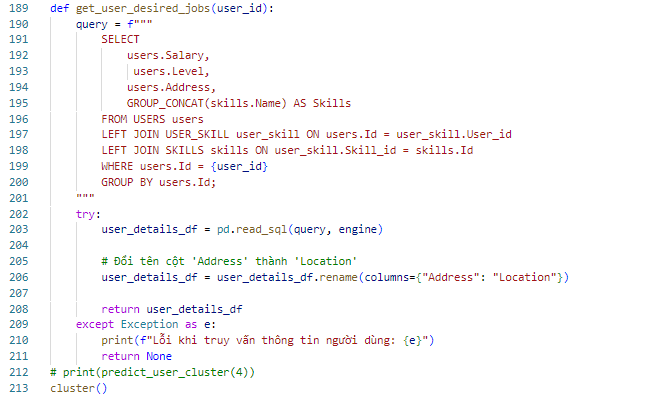 189 def get_user_desired_jobs(user_id):
190     query = f"""
191         SELECT
192             users.Salary,
193              users.Level,
194             users.Address,
195             GROUP_CONCAT(skills.Name) AS Skills
196         FROM USERS users
197         LEFT JOIN USER_SKILL user_skill ON users.Id = user_skill.User_id
198         LEFT JOIN SKILLS skills ON user_skill.Skill_id = skills.Id
199         WHERE users.Id = {user_id}
200         GROUP BY users.Id;
201     """
202     try:
203         user_details_df = pd.read_sql(query, engine)
204
205         # Đổi tên cột 'Address' thành 'Location'
206         user_details_df = user_details_df.rename(columns={"Address": "Location"})
207
208         return user_details_df
209     except Exception as e:
210         print(f"Lỗi khi truy vấn thông tin người dùng: {e}")
211         return None
212 # print(predict_user_cluster(4))
213 cluster()